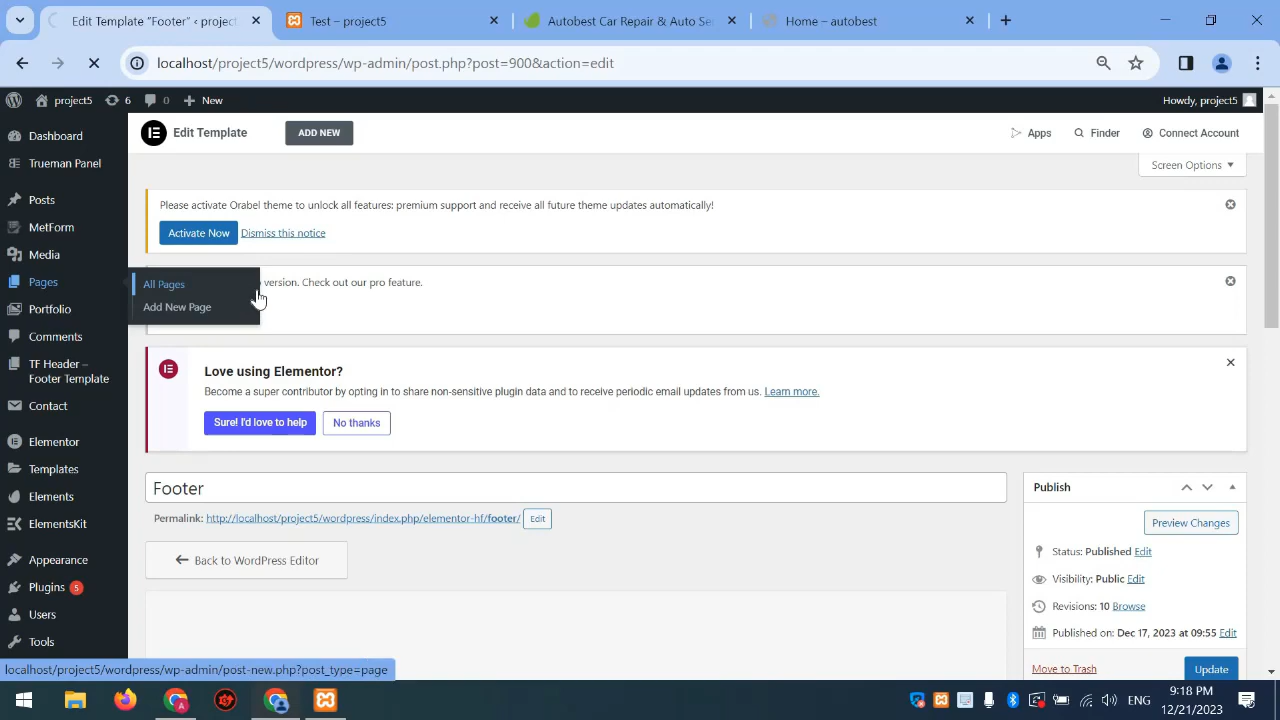 Edit Template "Footer" ‹ project
Test – project5
Autobest Car Repair & Auto Se
Home – autobest
localhost/project5/wordpress/wp-admin/post.php?post=900&action=edit
project5
6
0
New
Howdy, project5
Dashboard
Trueman Panel
Posts
MetForm
Media
Pages
Portfolio
Comments
TF Header –
Footer Template
Contact
Elementor
Templates
Elements
ElementsKit
Appearance
Plugins 5
Users
Tools
All Pages
Add New Page
Edit Template
ADD NEW
Apps
Finder
Connect Account
Screen Options
Please activate Orabel theme to unlock all features: premium support and receive all future theme updates automatically!
Activate Now
Dismiss this notice
version. Check out our pro feature.
Love using Elementor?
Become a super contributor by opting in to share non-sensitive plugin data and to receive periodic email updates from us. Learn more.
Sure! I'd love to help
No thanks
Footer
Permalink: http://localhost/project5/wordpress/index.php/elementor-hf/footer/ Edit
Back to WordPress Editor
Publish
Preview Changes
Status: Published Edit
Visibility: Public Edit
Revisions: 10 Browse
Published on: Dec 17, 2023 at 09:55 Edit
Move to Trash
Update
localhost/project5/wordpress/wp-admin/post-new.php?post_type=page
ENG
9:18 PM
12/21/2023